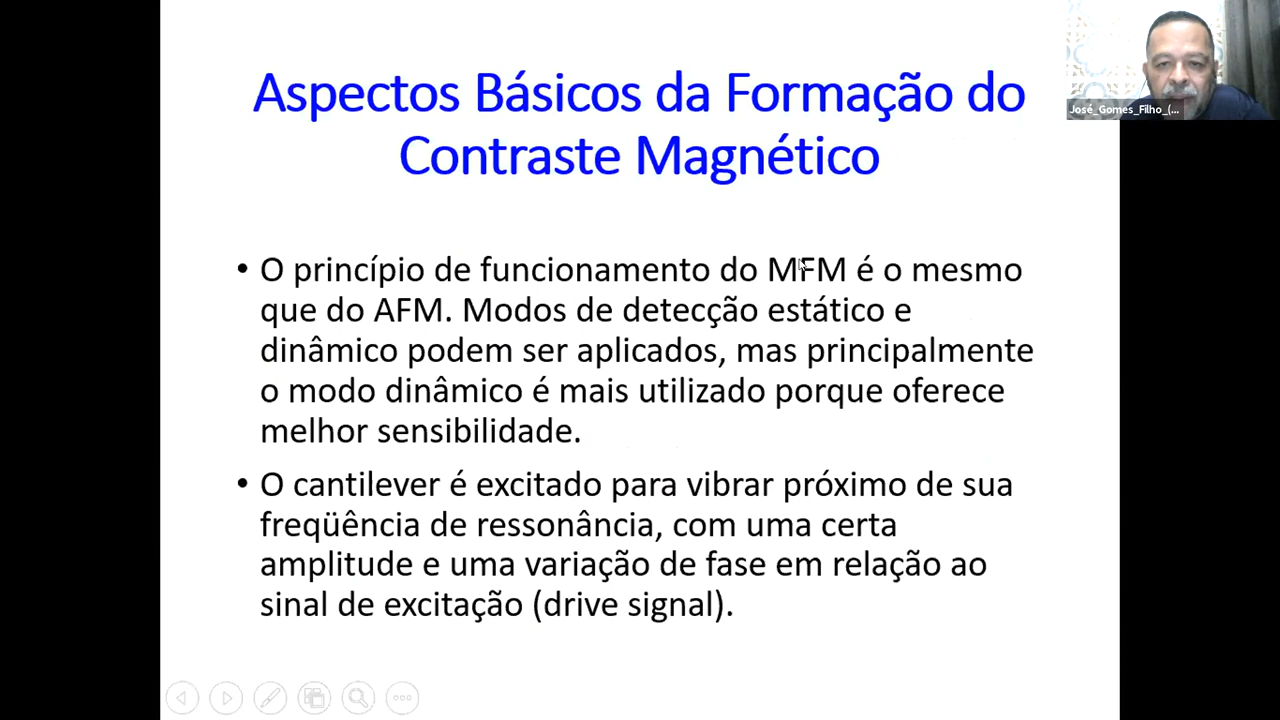 Aspectos Básicos da Formação do
Contraste Magnético
José_Gomes_Filho_(...
• O princípio de funcionamento do MFM é o mesmo
que do AFM. Modos de detecção estático e
dinâmico podem ser aplicados, mas principalmente
o modo dinâmico é mais utilizado porque oferece
melhor sensibilidade.
• O cantilever é excitado para vibrar próximo de sua
freqüência de ressonância, com uma certa
amplitude e uma variação de fase em relação ao
sinal de excitação (drive signal).